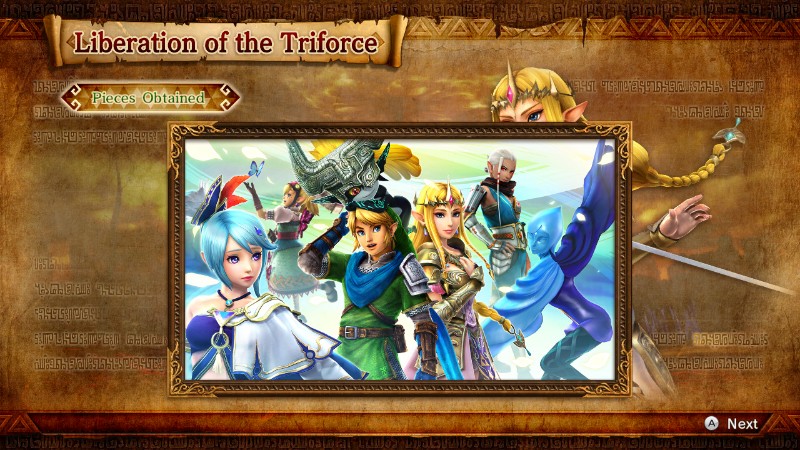 Liberation of the Triforce
Pieces Obtained
A Next